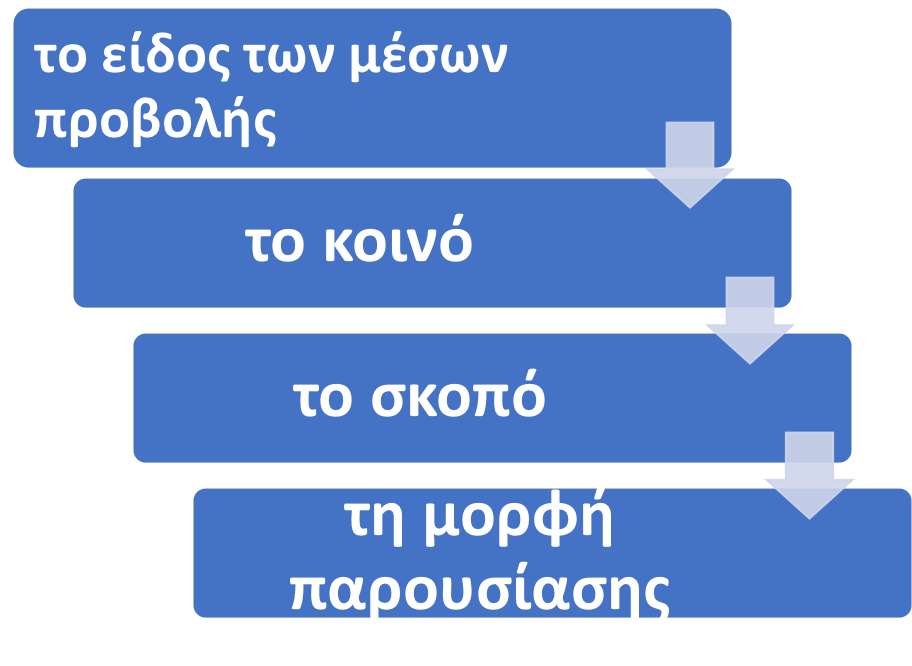 το είδος των μέσων
προβολής
το κοινό
το σκοπό
τη μορφή
παρουσίασης